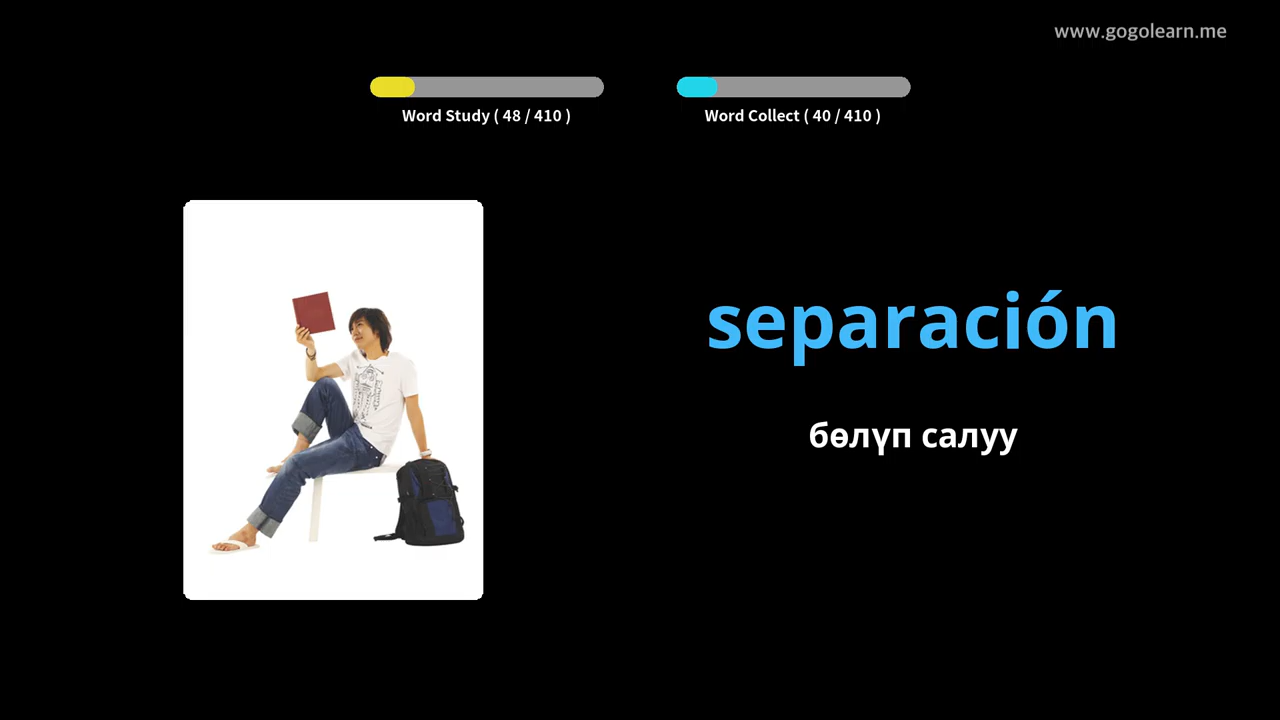 www.gogolearn.me
Word Study ( 48 / 410 )
Word Collect ( 40 / 410 )
separación
бөлүп салуу